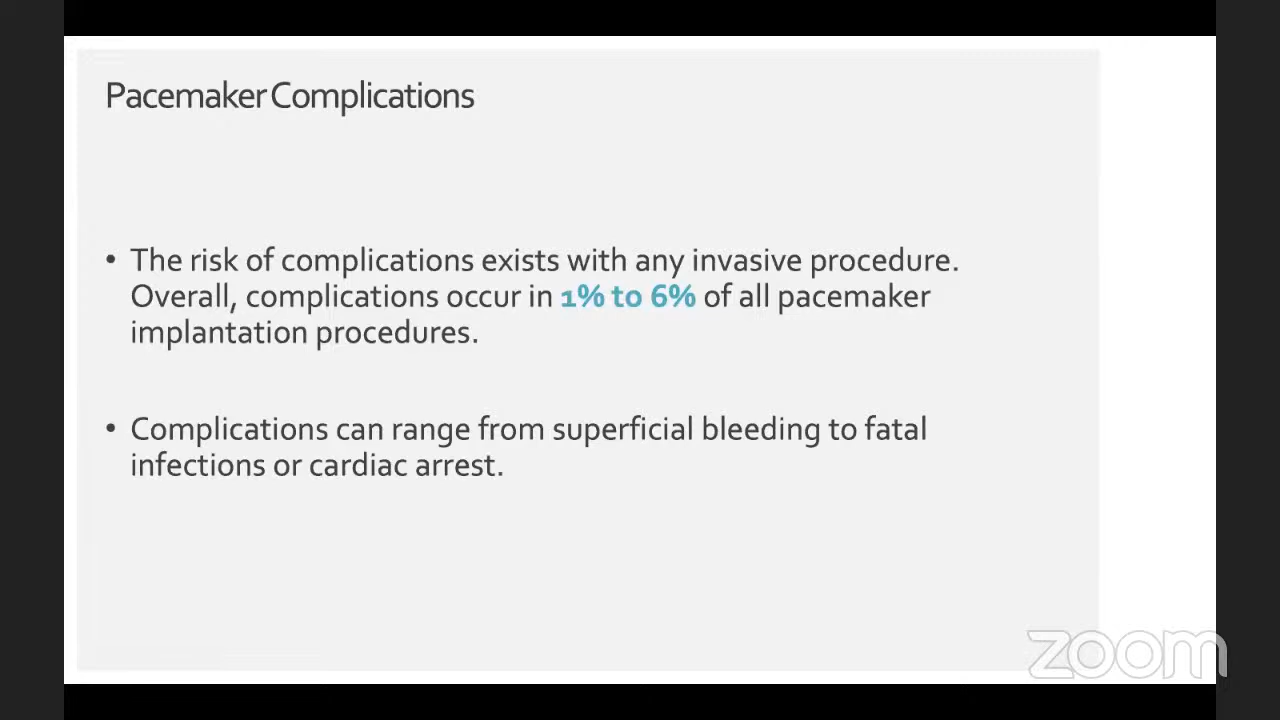 Pacemaker Complications
• The risk of complications exists with any invasive procedure.
Overall, complications occur in 1% to 6% of all pacemaker
implantation procedures.
• Complications can range from superficial bleeding to fatal
infections or cardiac arrest.
zoom